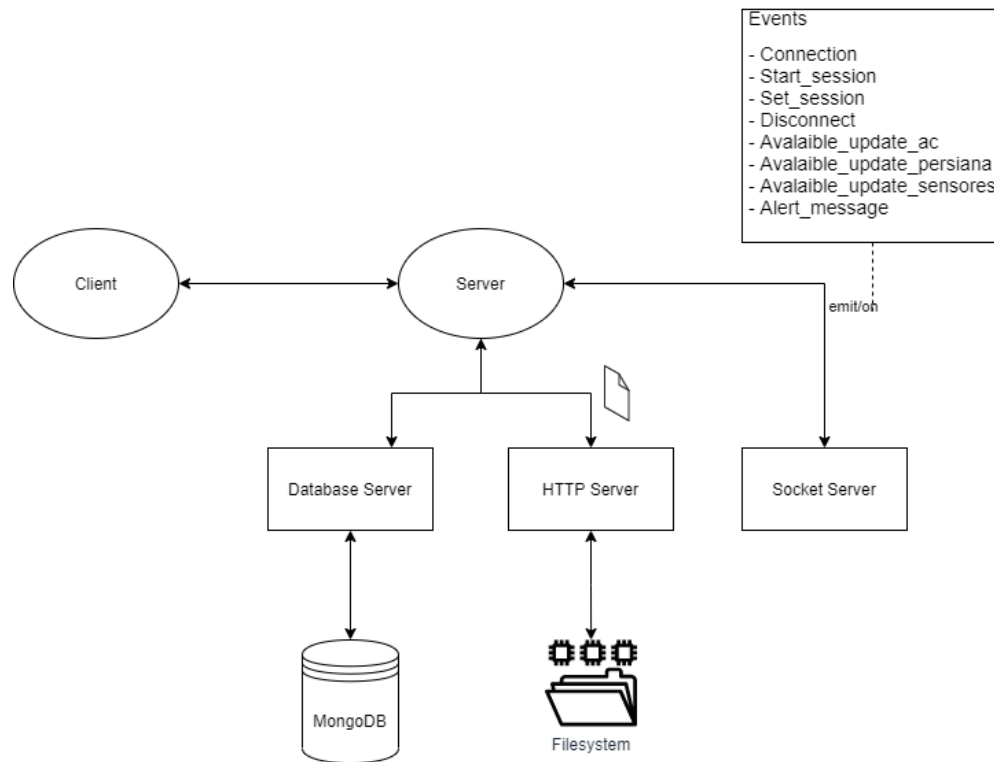 Events
- Connection
- Start_session
- Set_session
- Disconnect
- Avalaible_update_ac
- Avalaible_update_persiana
- Avalaible_update_sensores
- Alert_message
Client
Server
emit/on
Database Server
HTTP Server
Socket Server
MongoDB
Filesystem